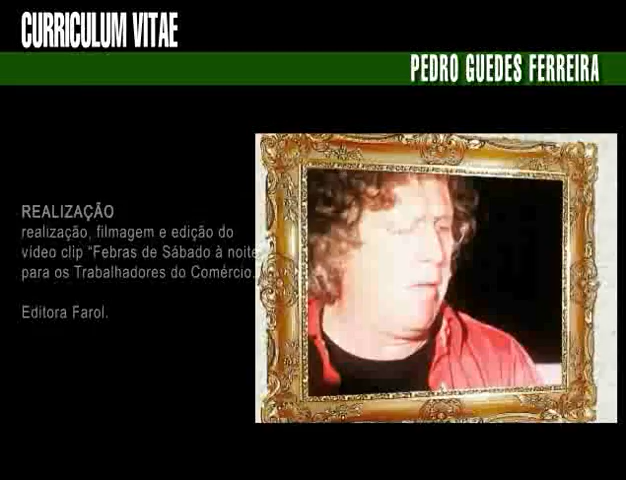 CURRICULUM VITAE
PEDRO GUEDES FERREIRA
REALIZAÇÃO
realização, filmagem e edição do
vídeo clip “Febras de Sábado à noite
para os Trabalhadores do Comércio.
Editora Farol.